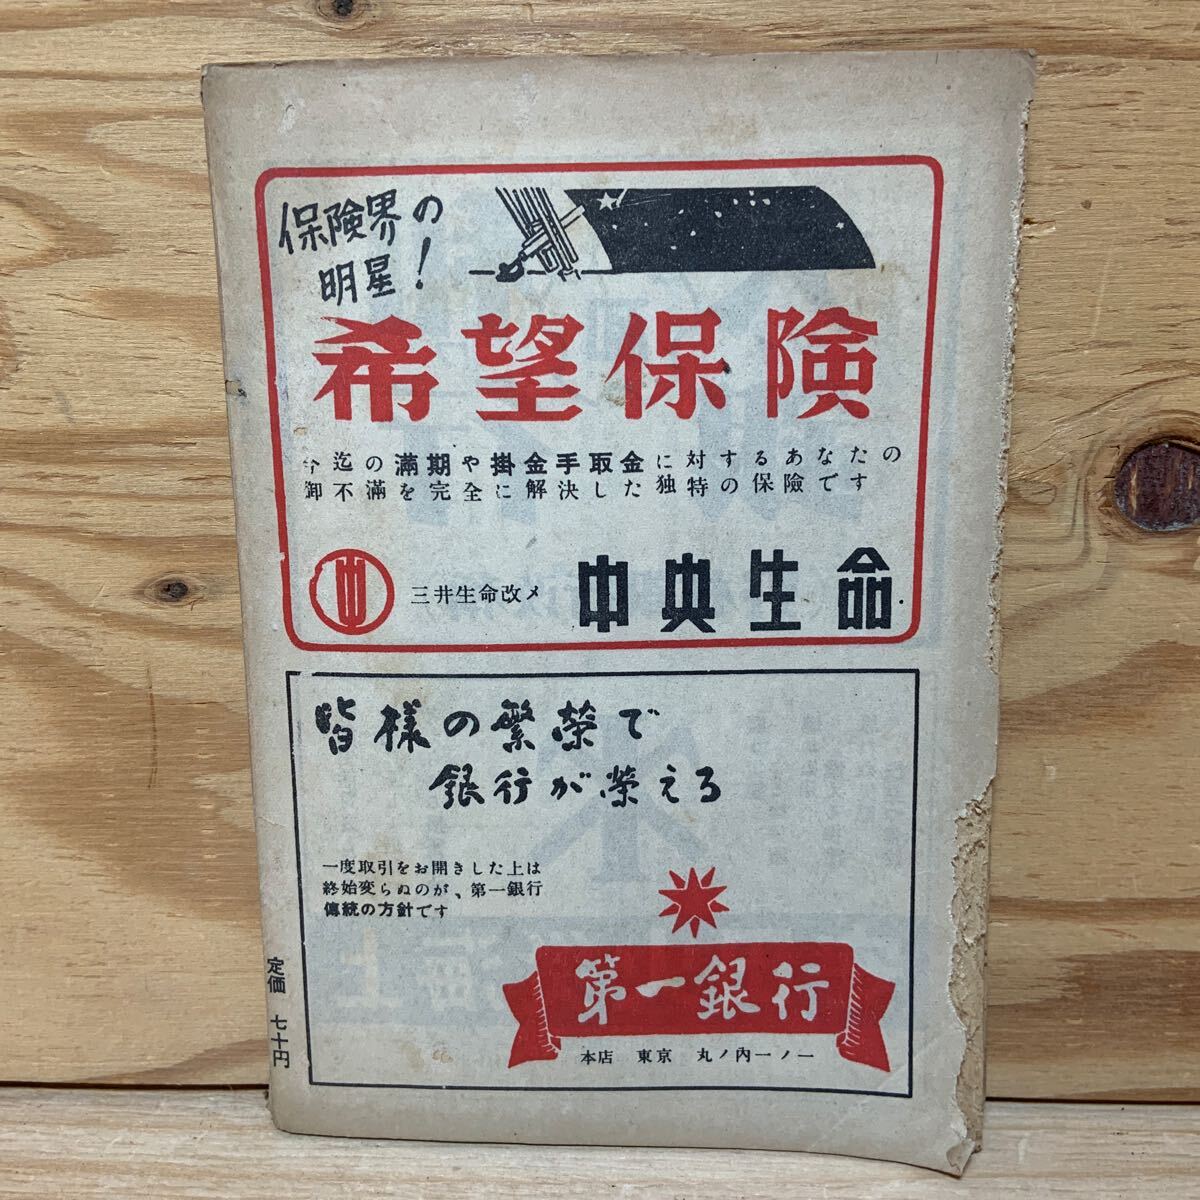 保険界の
明星!
希望保険
今迄の満期や掛金手取金に対するあなたの
御不満を完全に解決した独特の保険です
中
三井生命改メ 中央生命
皆様の繁栄で
銀行が栄える
一度取引をお開きした上は
終始変らぬのが、第一銀行
傳統の方針です
第一銀行
本店 東京 丸ノ內一ノ一
定価 七十円